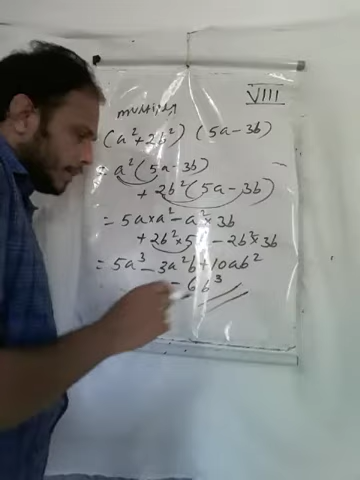 multiply
VIII
(a²+2b²) (5a-3b)
= a²(5a-3b)
+ 2b²(5a-3b)
= 5a×a² - a²×3b
+ 2b²×5a - 2b²×3b
= 5a³ - 3a²b + 10ab²
- 6b³